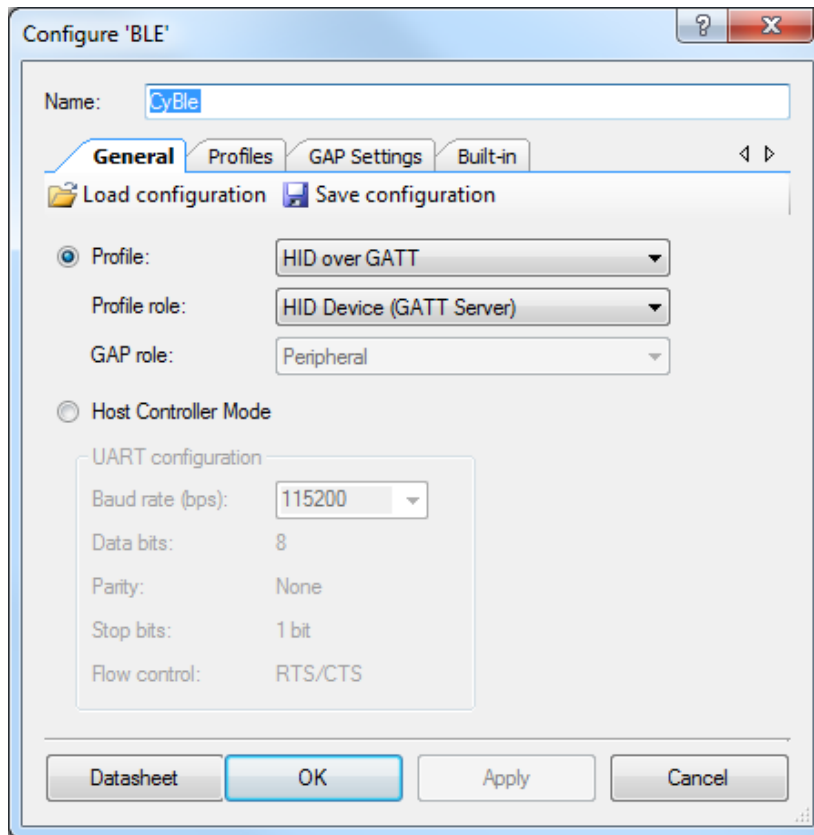 Configure 'BLE'
?
X
Name: CyBle
General Profiles GAP Settings Built-in
Load configuration Save configuration
Profile: HID over GATT
Profile role: HID Device (GATT Server)
GAP role: Peripheral
Host Controller Mode
UART configuration
Baud rate (bps): 115200
Data bits: 8
Parity: None
Stop bits: 1 bit
Flow control: RTS/CTS
Datasheet OK Apply Cancel